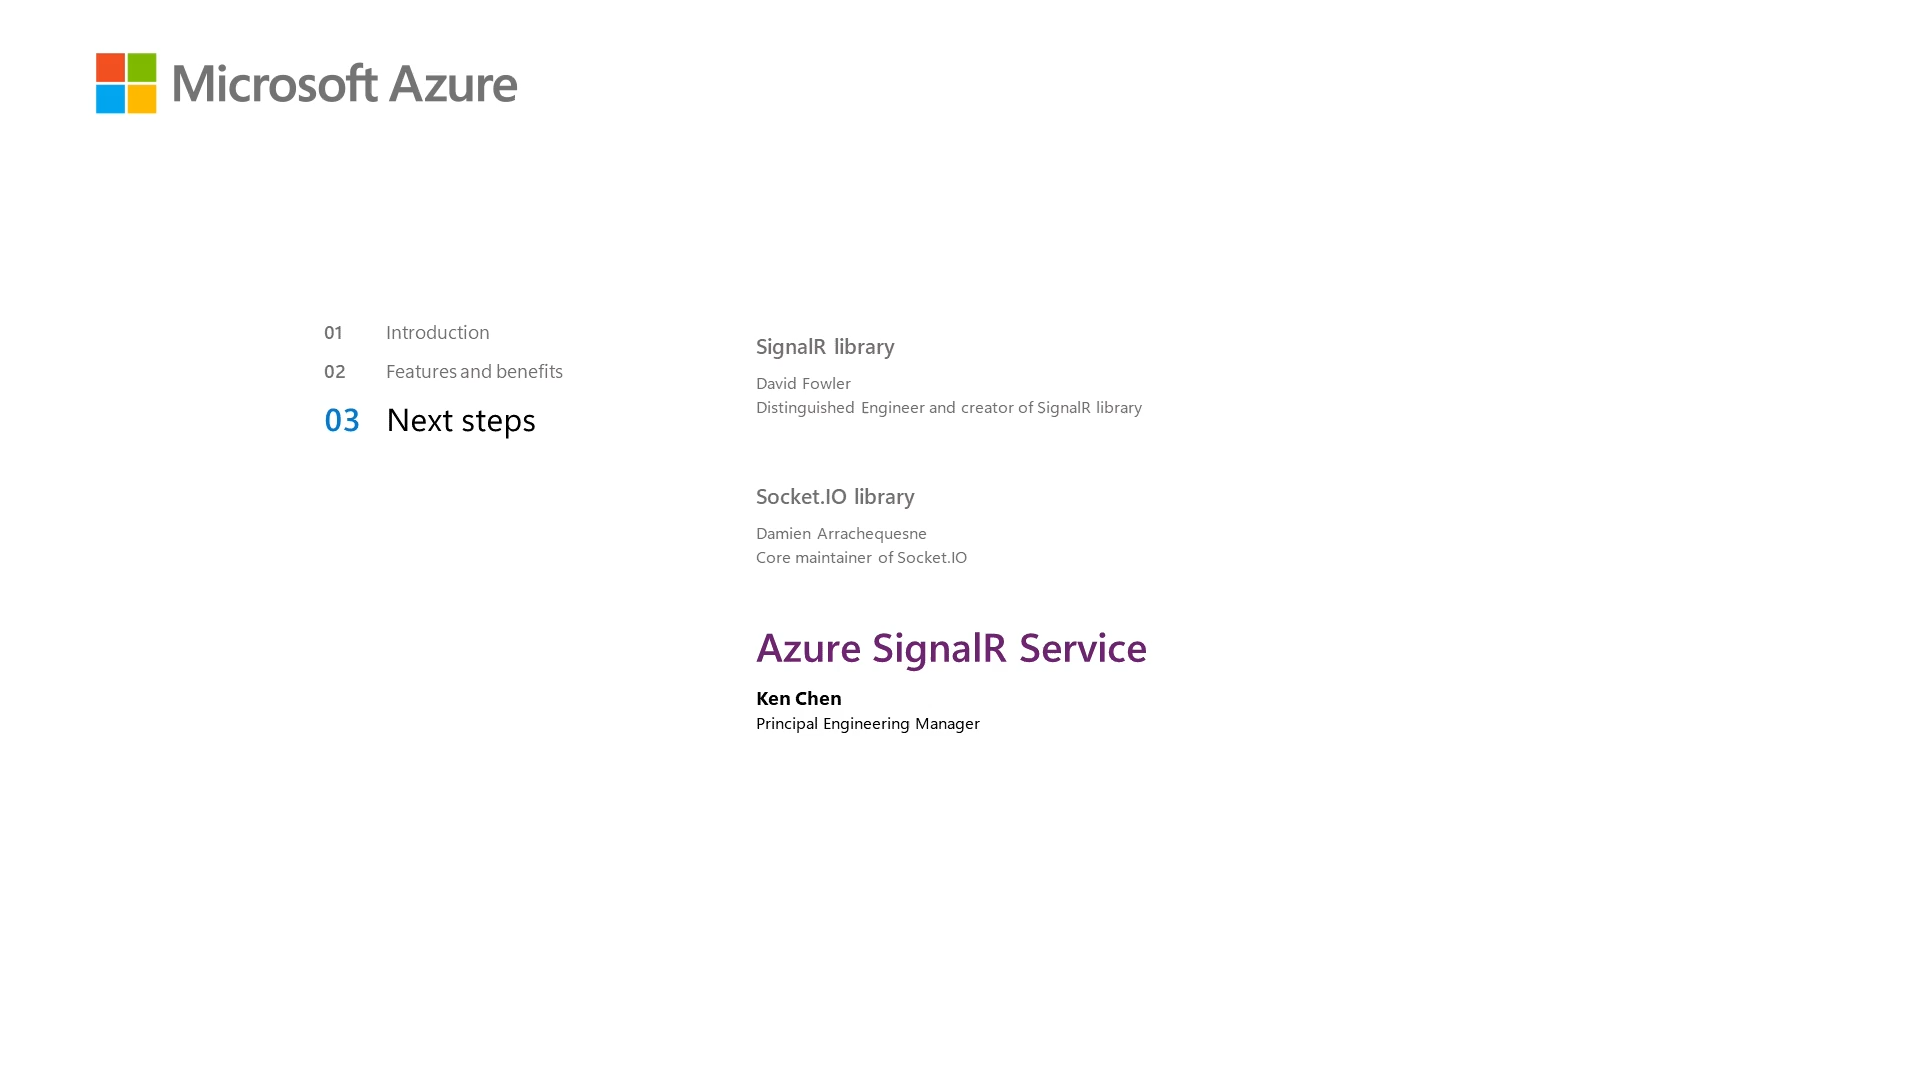 Microsoft Azure
01 Introduction
02 Features and benefits
03 Next steps
SignalR library
David Fowler
Distinguished Engineer and creator of SignalR library
Socket.IO library
Damien Arrachequesne
Core maintainer of Socket.IO
Azure SignalR Service
Ken Chen
Principal Engineering Manager